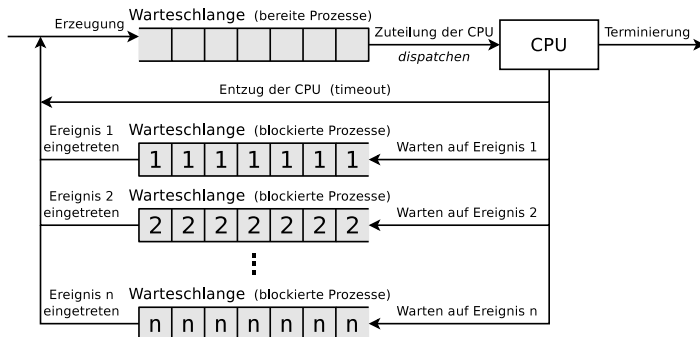 Erzeugung
Warteschlange (bereite Prozesse)
Zuteilung der CPU
dispatchen
CPU
Terminierung
Entzug der CPU (timeout)
Ereignis 1
eingetreten
Warteschlange (blockierte Prozesse)
1 1 1 1 1 1 1
Warten auf Ereignis 1
Ereignis 2
eingetreten
Warteschlange (blockierte Prozesse)
2 2 2 2 2 2 2
Warten auf Ereignis 2
Ereignis n
eingetreten
Warteschlange (blockierte Prozesse)
n n n n n n n
Warten auf Ereignis n